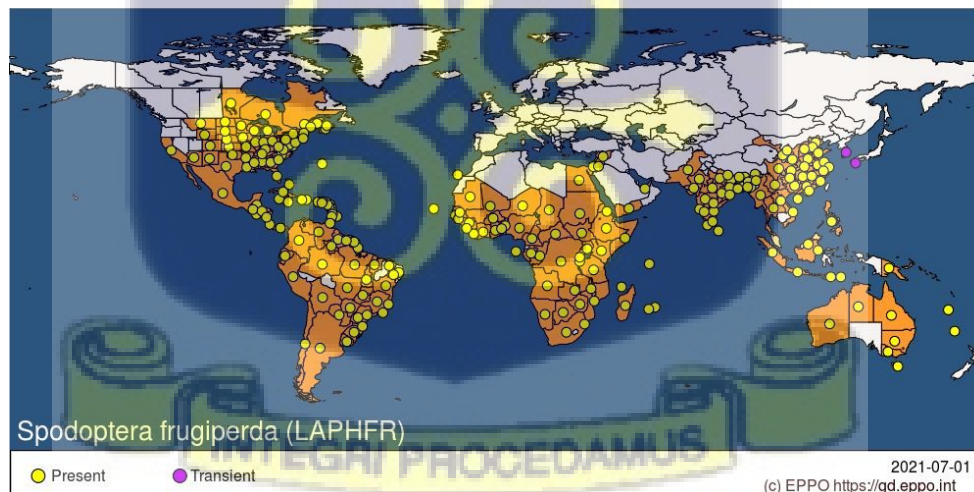 Spodoptera frugiperda (LAPHFR)
INTEGRI PROCEDAMUS
Present
Transient
2021-07-01
(c) EPPO https://gd.eppo.int